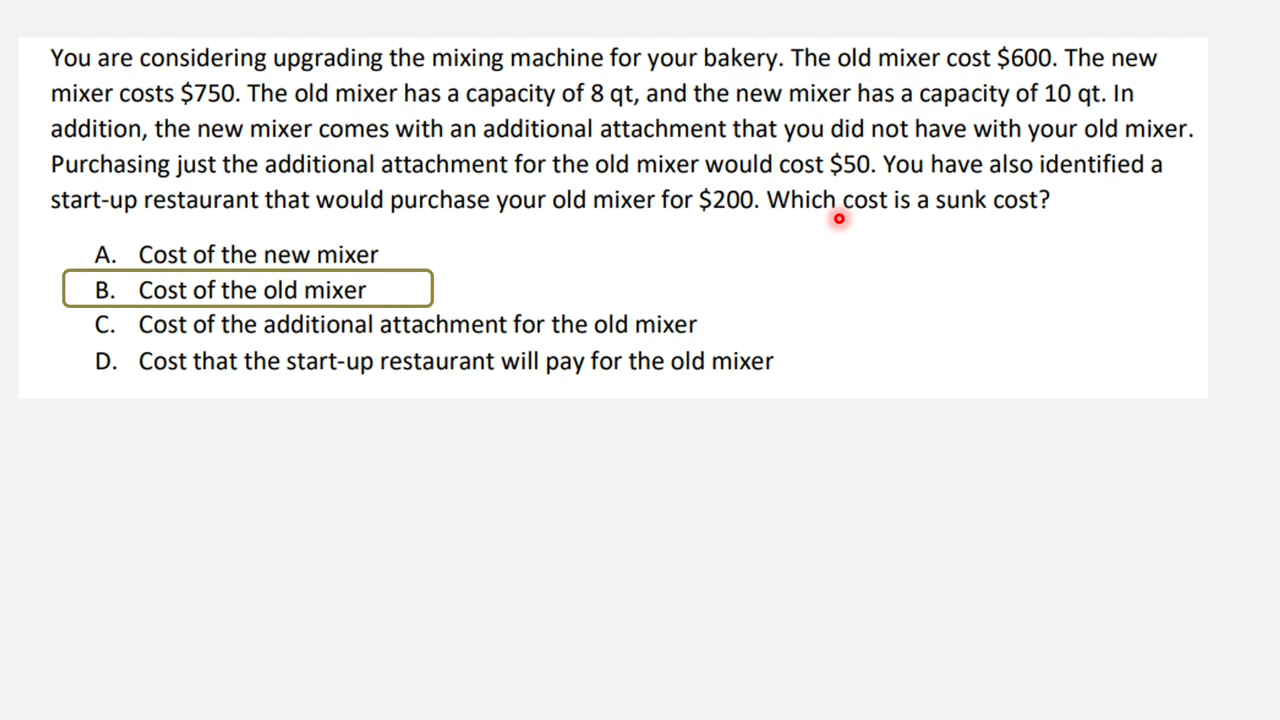 You are considering upgrading the mixing machine for your bakery. The old mixer cost $600. The new
mixer costs $750. The old mixer has a capacity of 8 qt, and the new mixer has a capacity of 10 qt. In
addition, the new mixer comes with an additional attachment that you did not have with your old mixer.
Purchasing just the additional attachment for the old mixer would cost $50. You have also identified a
start-up restaurant that would purchase your old mixer for $200. Which cost is a sunk cost?
A. Cost of the new mixer
B. Cost of the old mixer
C. Cost of the additional attachment for the old mixer
D. Cost that the start-up restaurant will pay for the old mixer